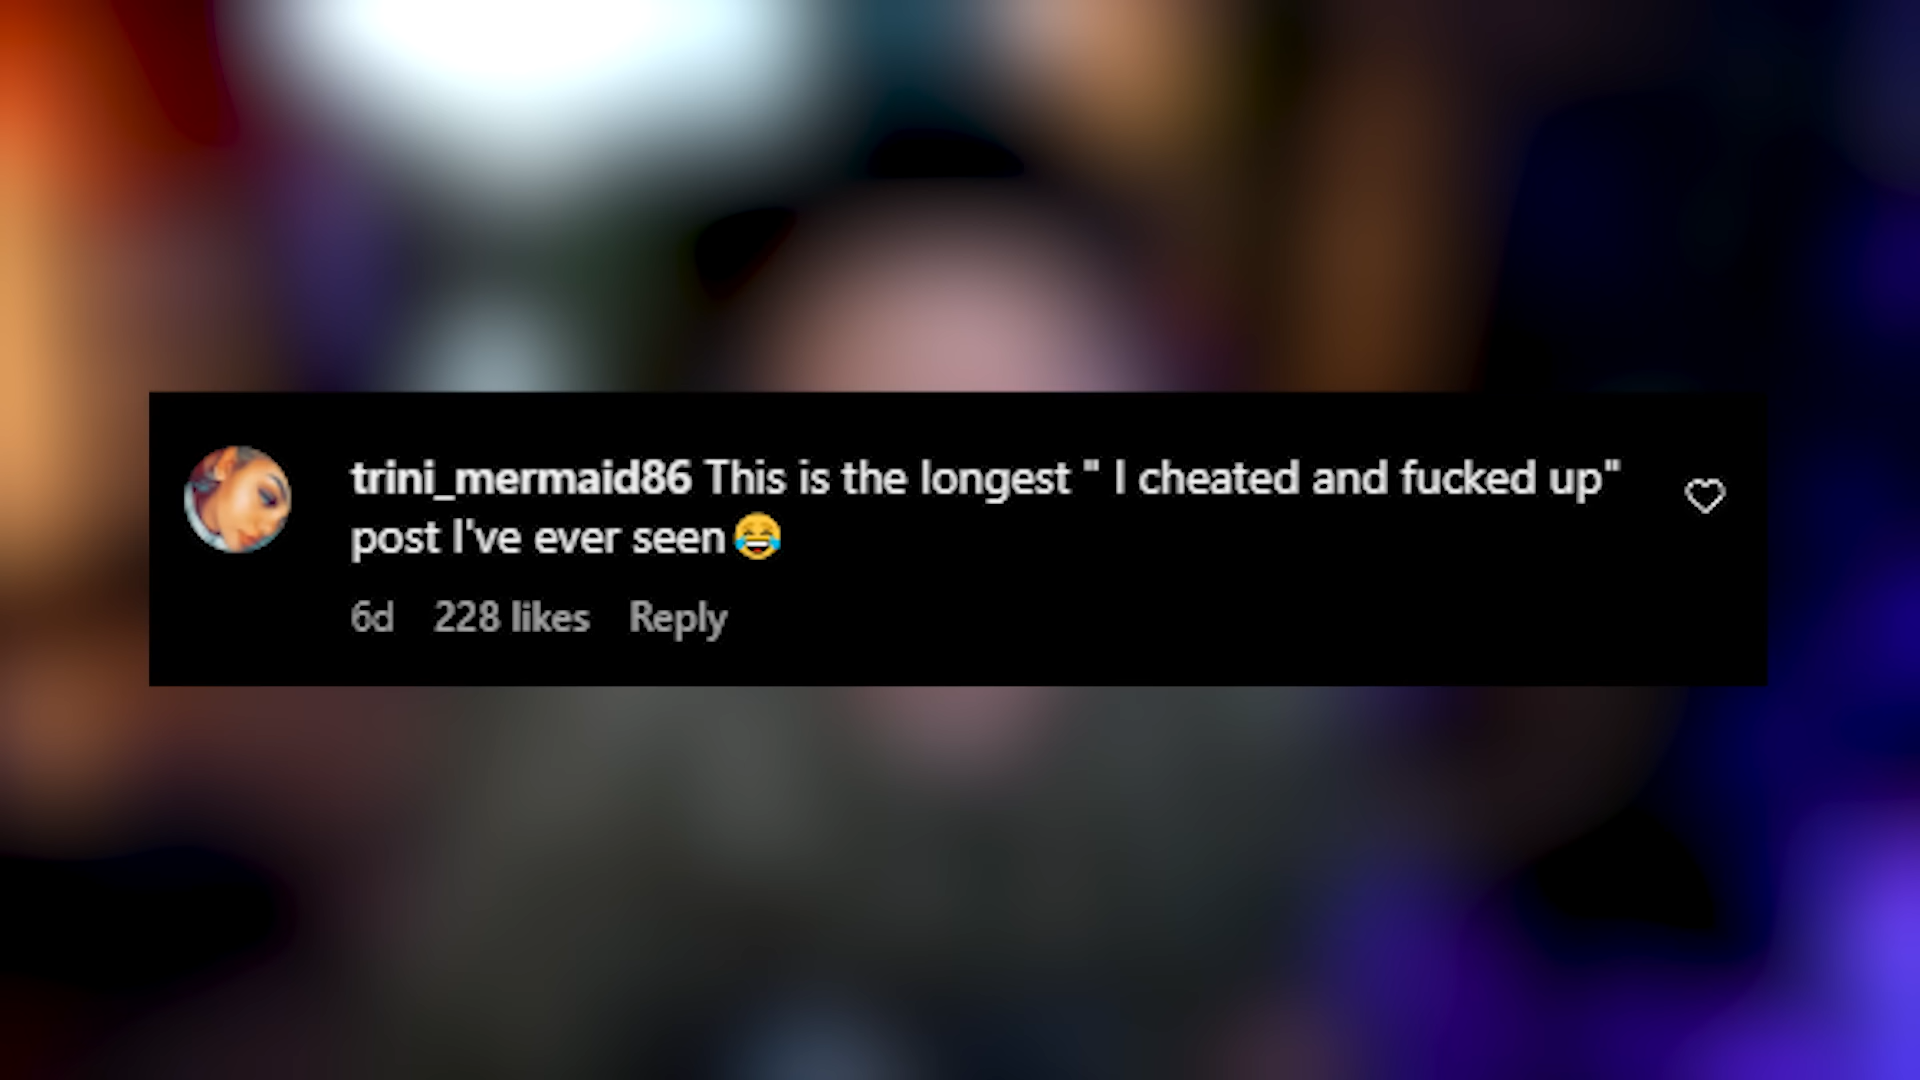 trini_mermaid86 This is the longest " I cheated and fucked up"
post I've ever seen😂
6d 228 likes Reply